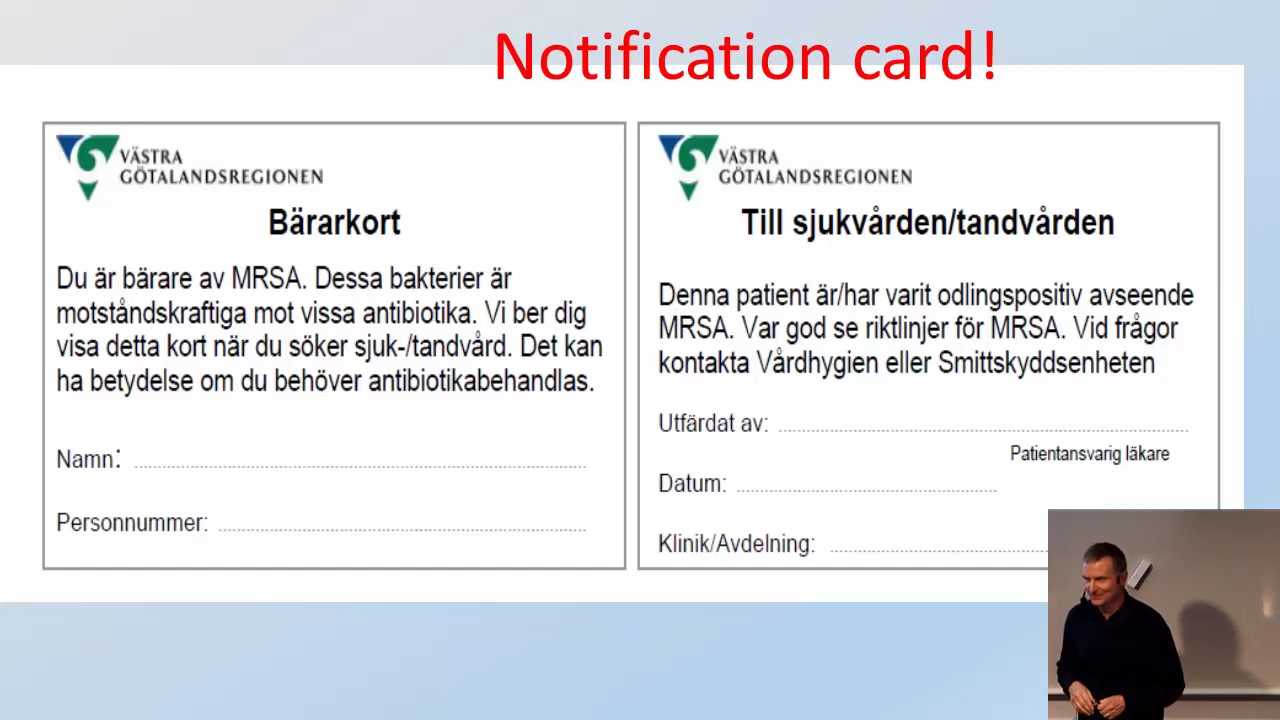 Notification card!
VÄSTRA
GÖTALANDSREGIONEN
Bärarkort
Du är bärare av MRSA. Dessa bakterier är
motståndskraftiga mot vissa antibiotika. Vi ber dig
visa detta kort när du söker sjuk-/tandvård. Det kan
ha betydelse om du behöver antibiotikabehandlas.
Namn:
Personnummer:
VÄSTRA
GÖTALANDSREGIONEN
Till sjukvården/tandvården
Denna patient är/har varit odlingspositiv avseende
MRSA. Var god se riktlinjer för MRSA. Vid frågor
kontakta Vårdhygien eller Smittskyddsenheten
Utfärdat av:
Patientansvarig läkare
Datum:
Klinik/Avdelning: